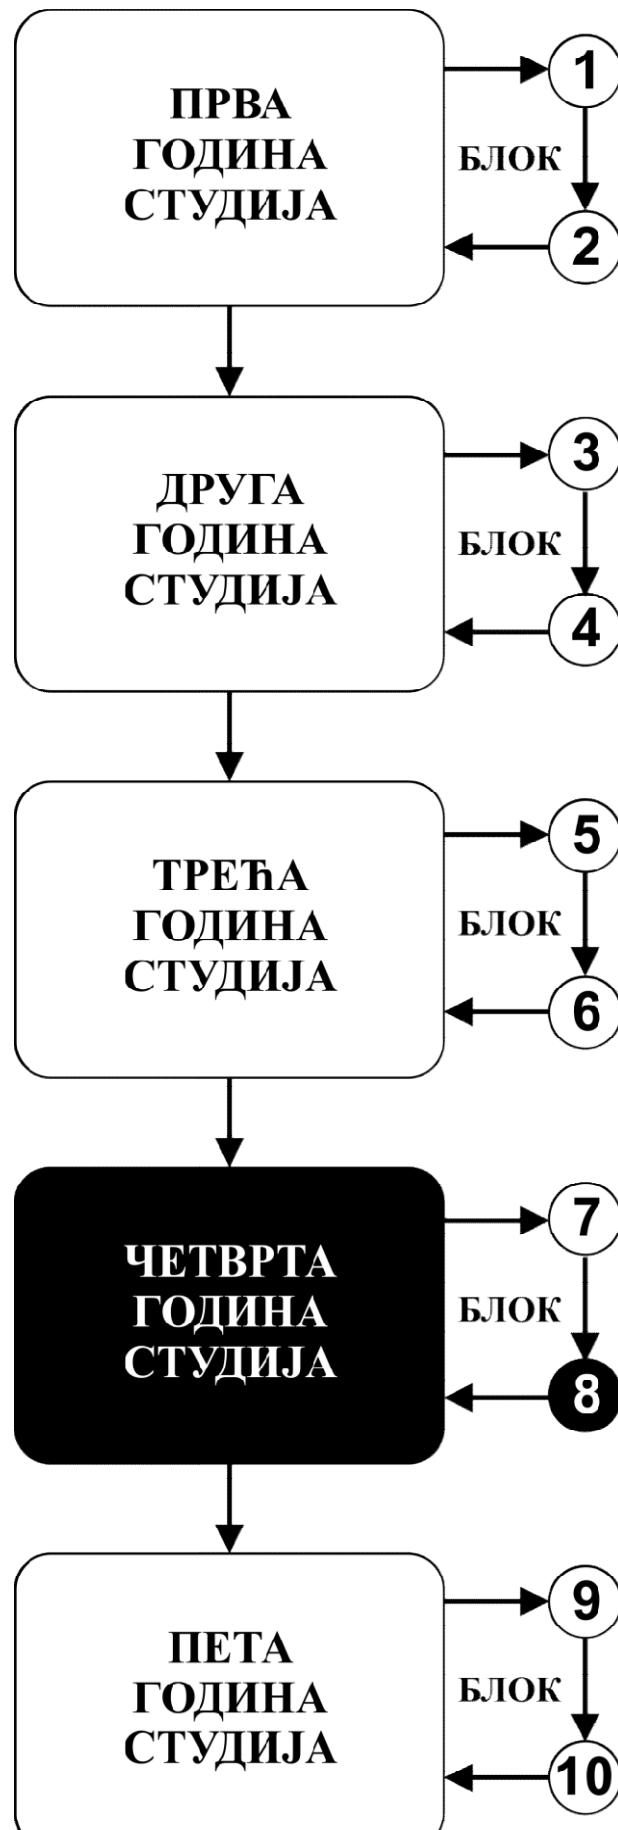 ПРВА
ГОДИНА
СТУДИЈА
1
БЛОК
2
ДРУГА
ГОДИНА
СТУДИЈА
3
БЛОК
4
ТРЕЋА
ГОДИНА
СТУДИЈА
5
БЛОК
6
ЧЕТВРТА
ГОДИНА
СТУДИЈА
7
БЛОК
8
ПЕТА
ГОДИНА
СТУДИЈА
9
БЛОК
10